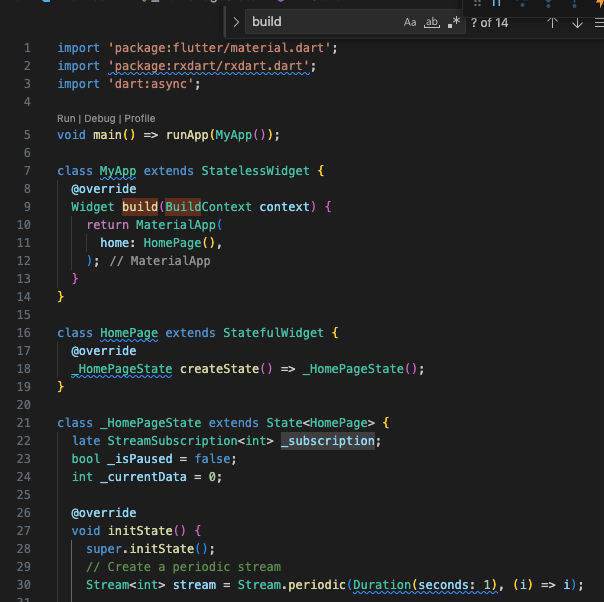 build
Aa
ab
.*
? of 14
1 import 'package:flutter/material.dart';
2 import 'package:rxdart/rxdart.dart';
3 import 'dart:async';
4
Run | Debug | Profile
5 void main() => runApp(MyApp());
6
7 class MyApp extends StatelessWidget {
8 @override
9 Widget build(BuildContext context) {
10 return MaterialApp(
11 home: HomePage(),
12 ); // MaterialApp
13 }
14 }
15
16 class HomePage extends StatefulWidget {
17 @override
18 _HomePageState createState() => _HomePageState();
19 }
20
21 class _HomePageState extends State<HomePage> {
22 late StreamSubscription<int> _subscription;
23 bool _isPaused = false;
24 int _currentData = 0;
25
26 @override
27 void initState() {
28 super.initState();
29 // Create a periodic stream
30 Stream<int> stream = Stream.periodic(Duration(seconds: 1), (i) => i);